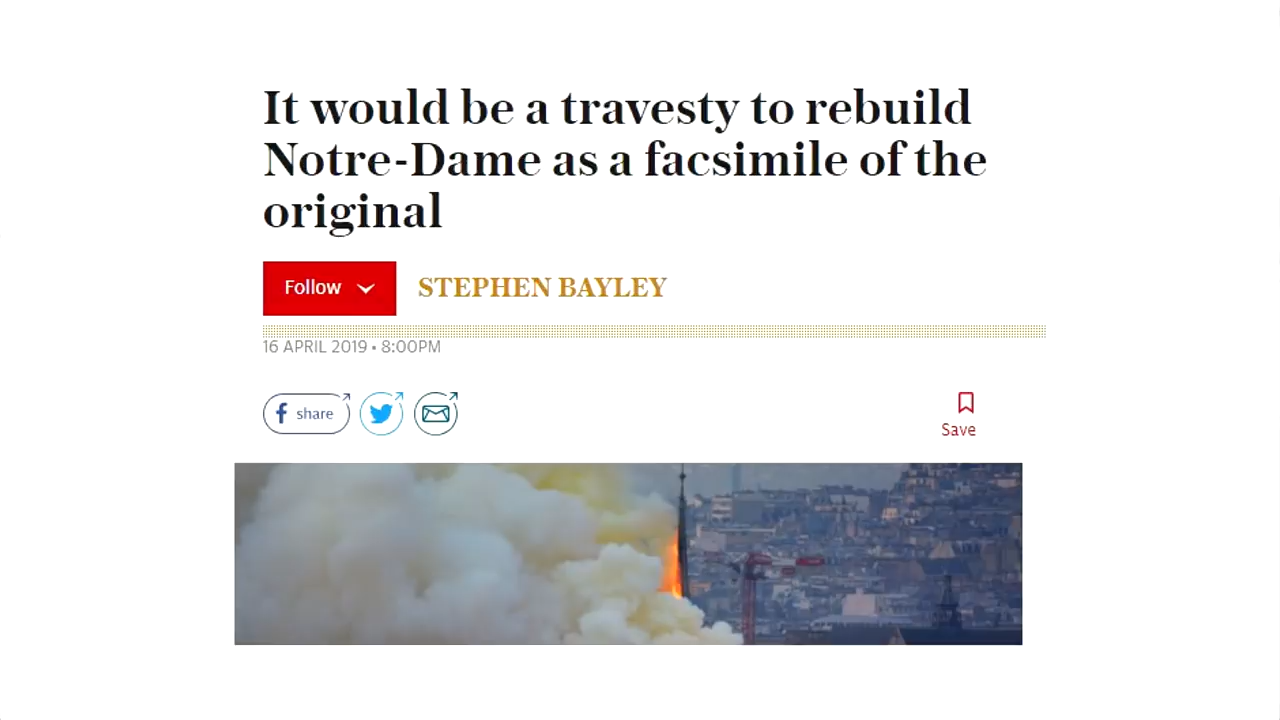 It would be a travesty to rebuild
Notre-Dame as a facsimile of the
original
Follow
STEPHEN BAYLEY
16 APRIL 2019 • 8:00PM
share
Save